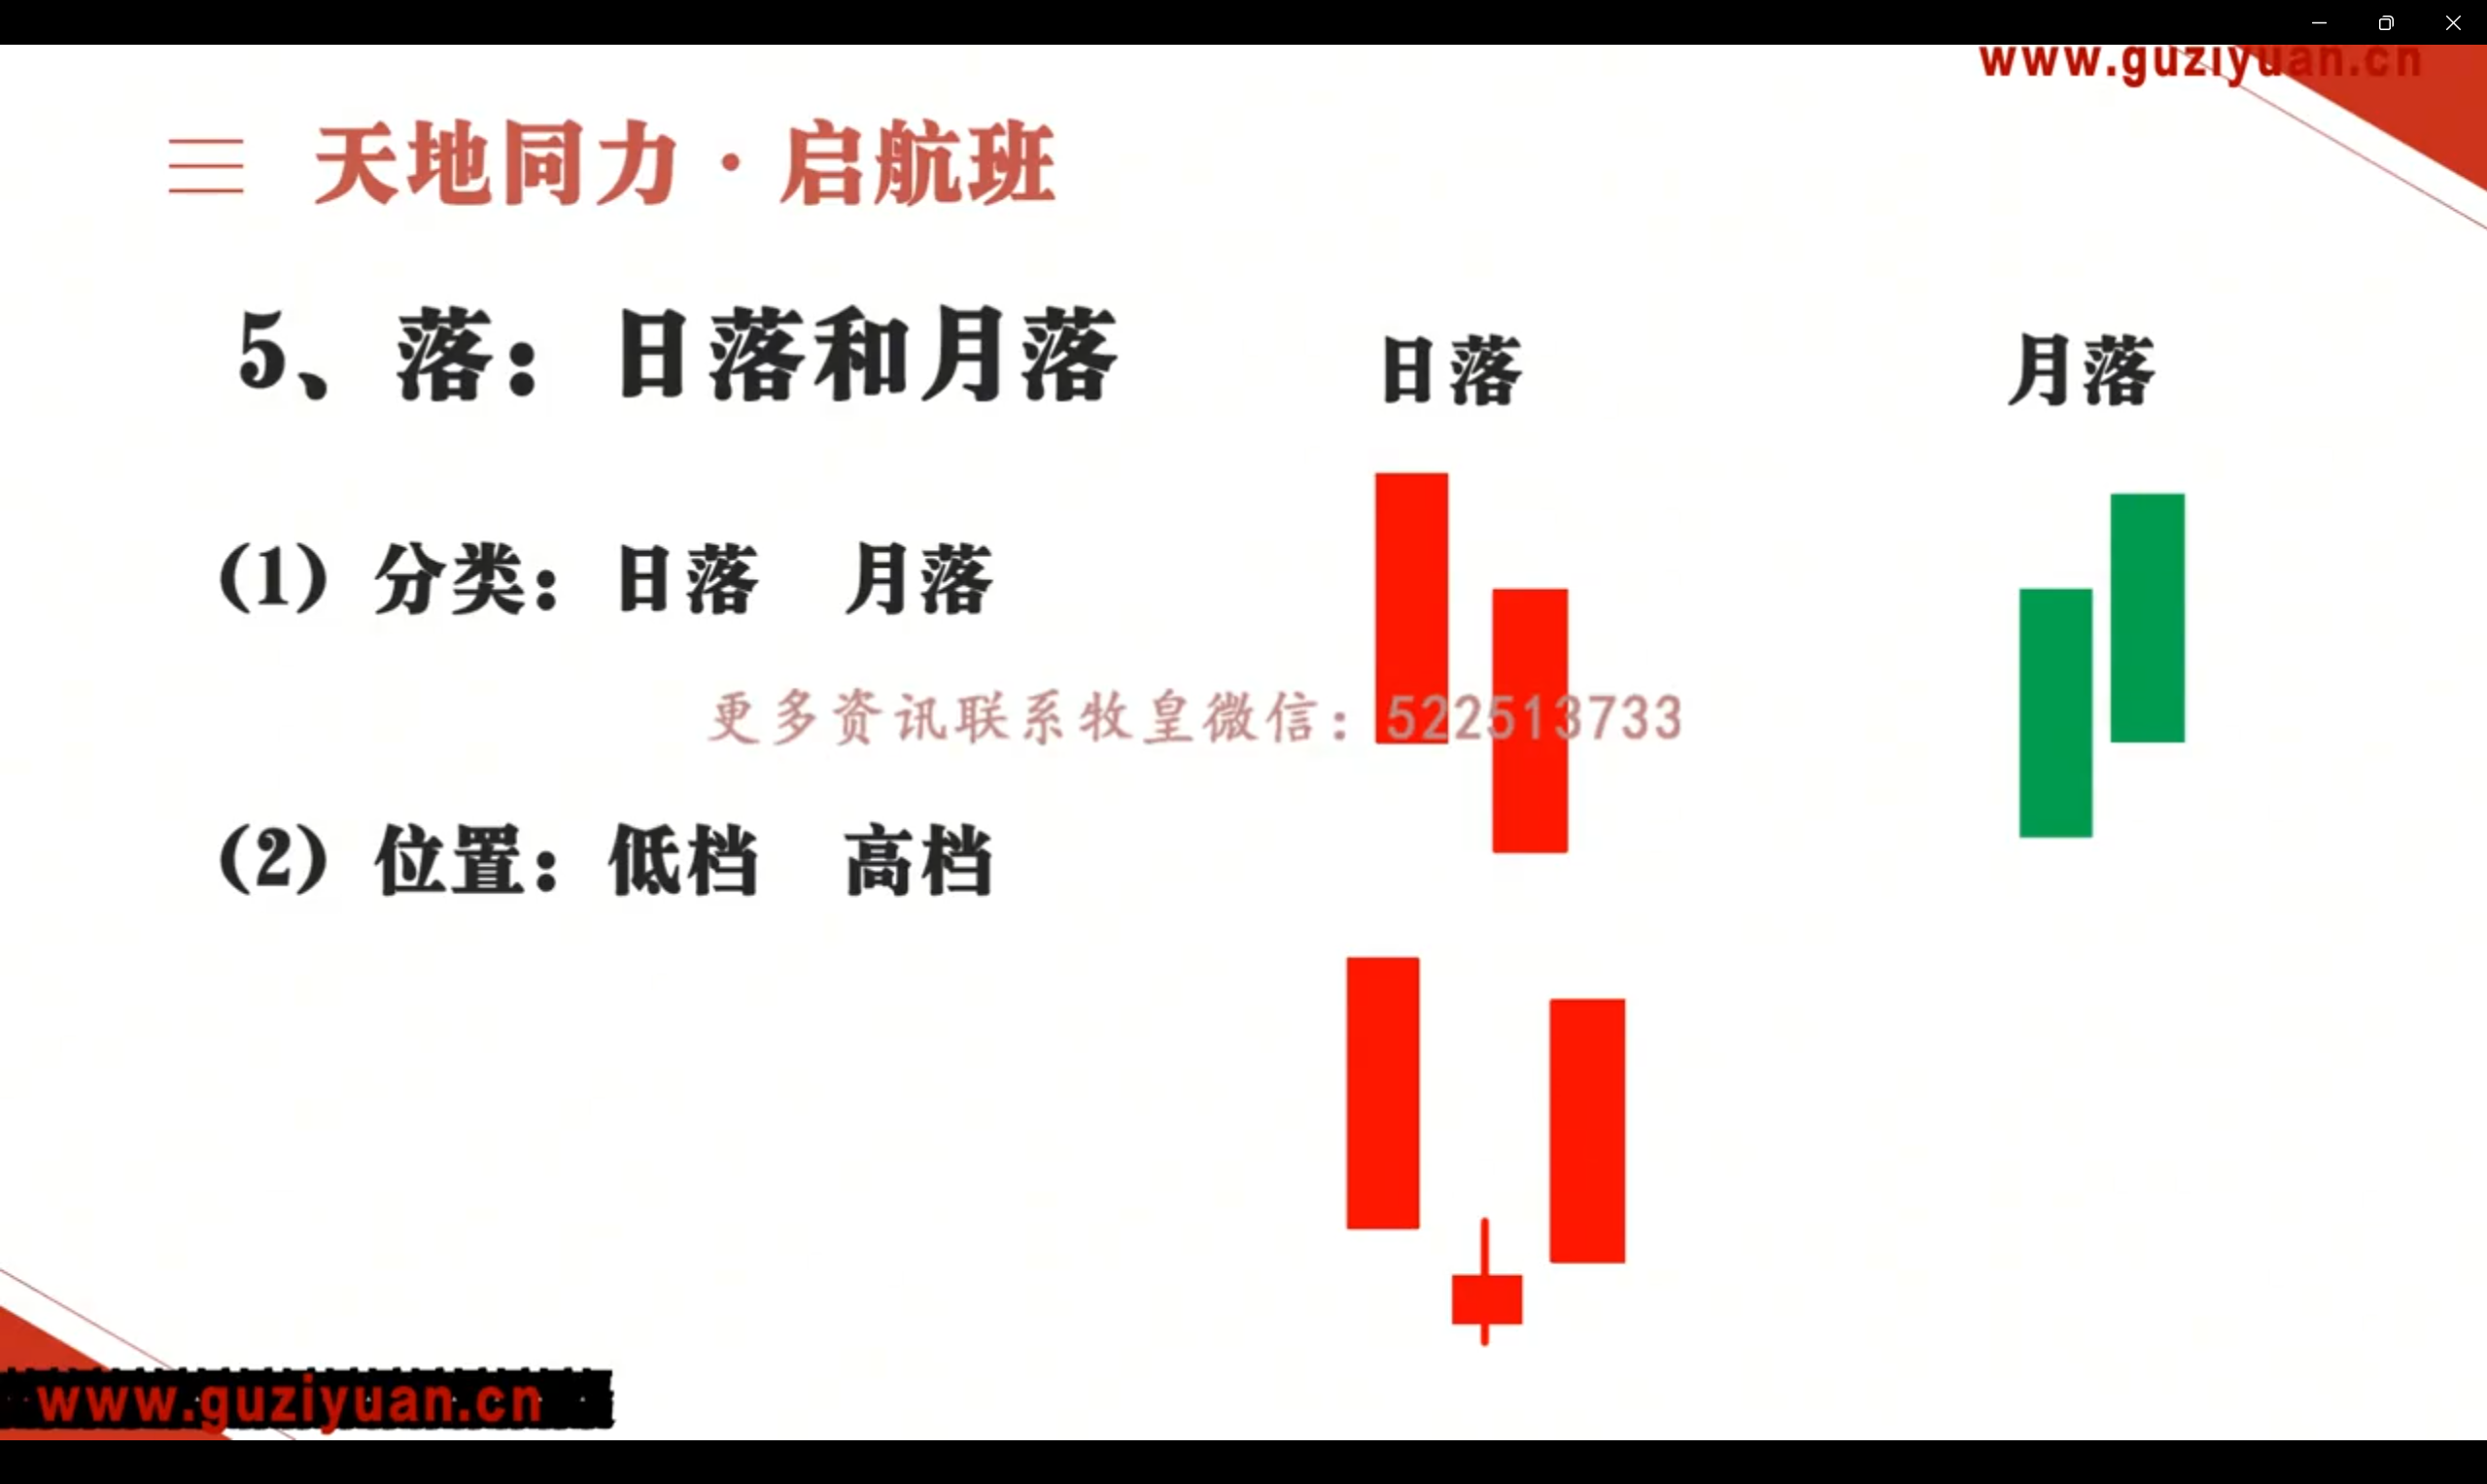 www.guziyuan.cn
天地同力·启航班
5、落：日落和月落
日落
月落
（1）分类：日落 月落
更多资讯联系牧皇微信：522513733
（2）位置：低档 高档
www.guziyuan.cn